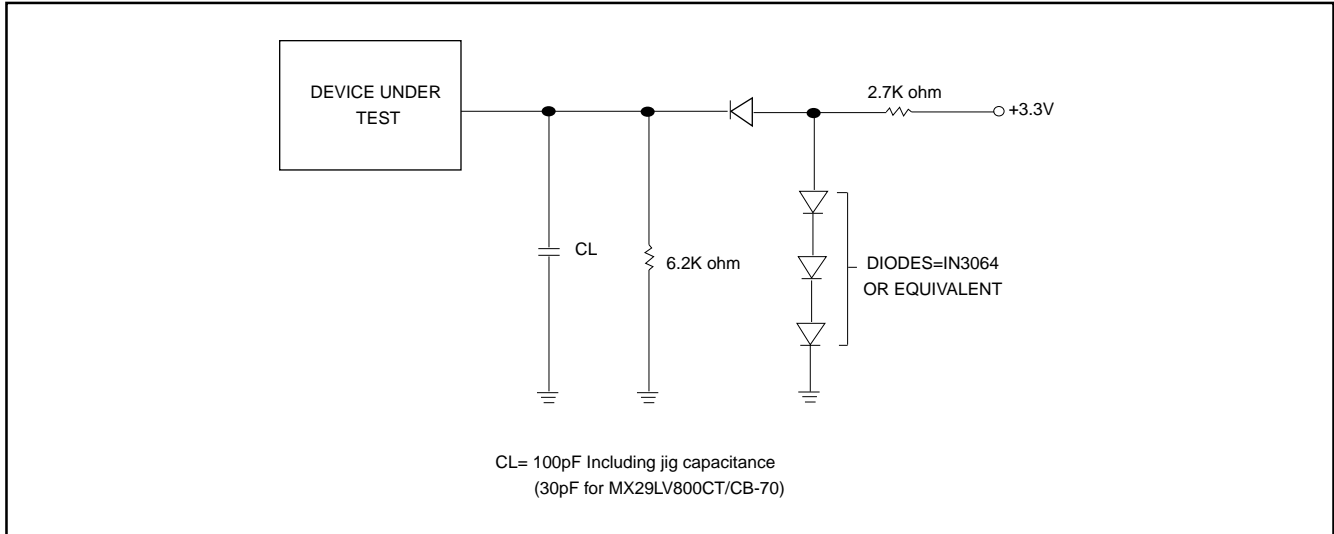 DEVICE UNDER
TEST
2.7K ohm
+3.3V
CL
6.2K ohm
DIODES=IN3064
OR EQUIVALENT
CL= 100pF Including jig capacitance
(30pF for MX29LV800CT/CB-70)